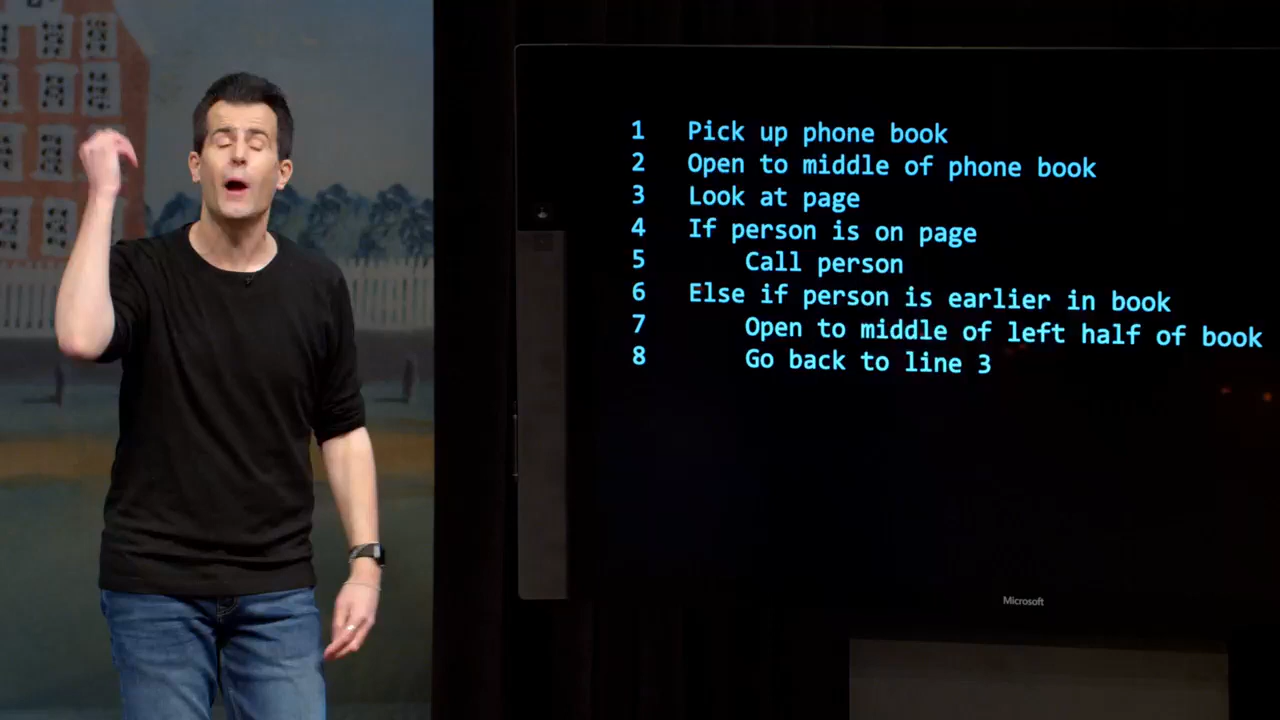 1 Pick up phone book
2 Open to middle of phone book
3 Look at page
4 If person is on page
5 Call person
6 Else if person is earlier in book
7 Open to middle of left half of book
8 Go back to line 3
Microsoft